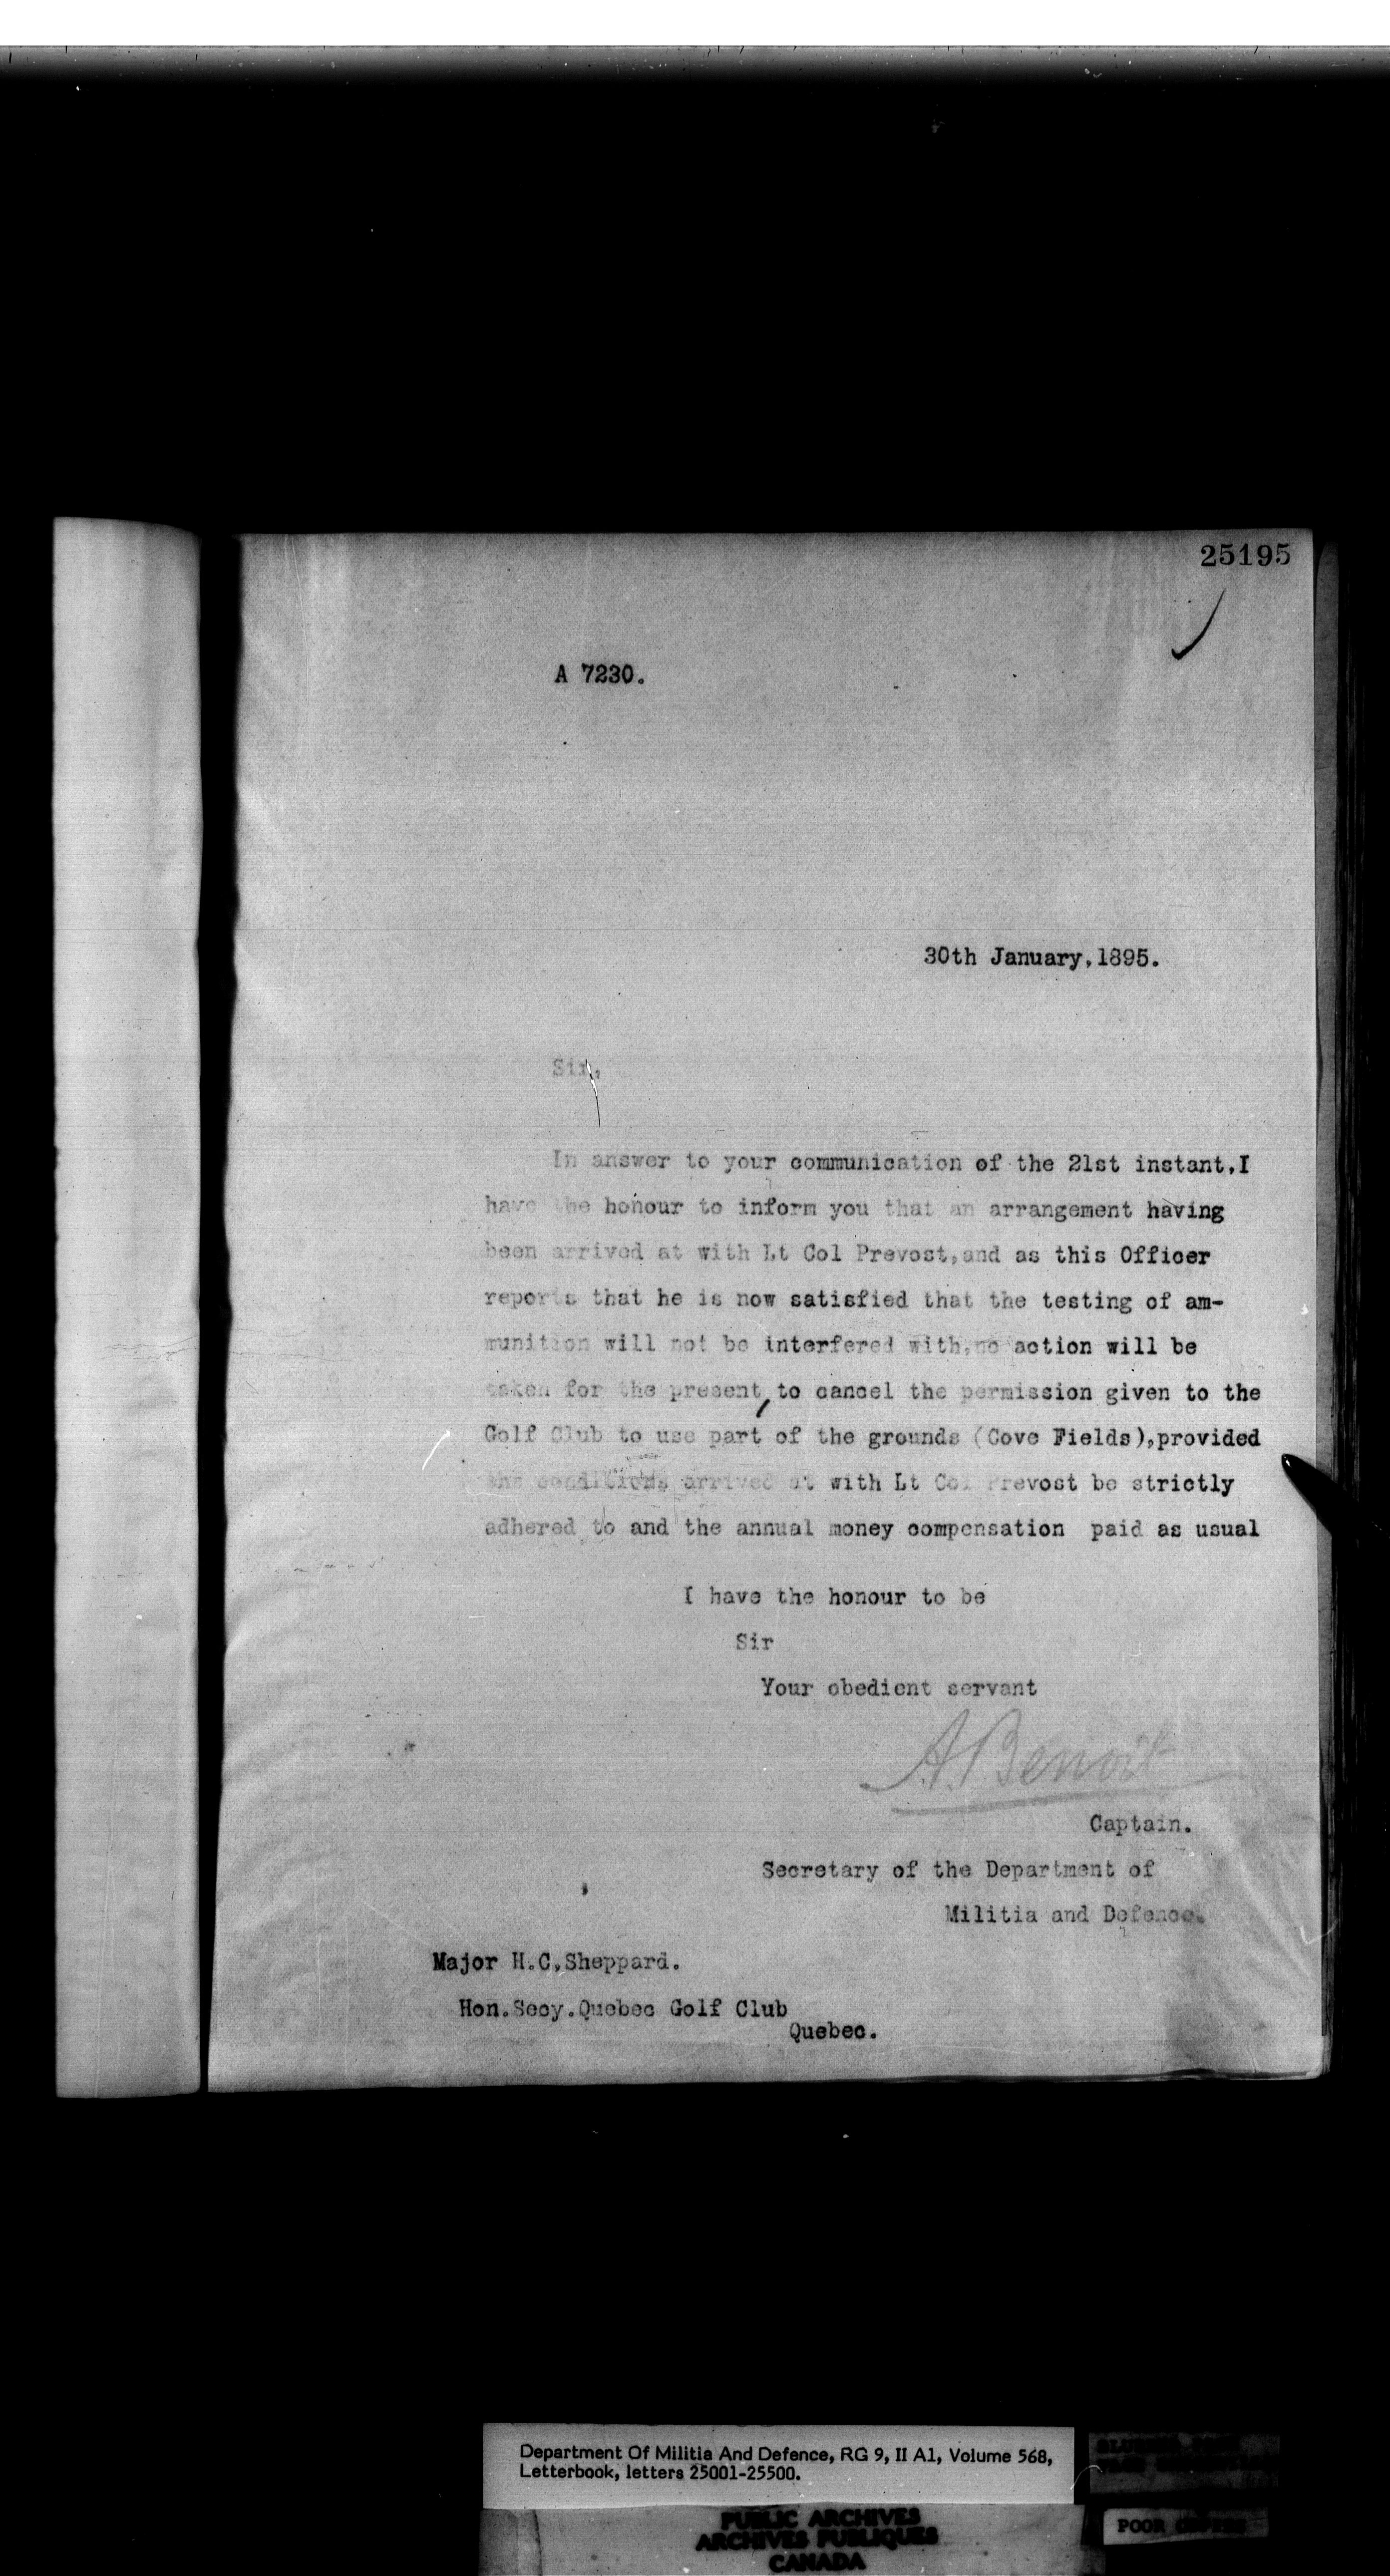 25195
A 7230.
30th January,1895.
Sir,
In answer to your communication of the 21st instant,I
have the honour to inform you that an arrangement having
been arrived at with Lt Col Prevost,and as this Officer
reports that he is now satisfied that the testing of am-
munition will not be interfered with,no action will be
taken for the present, to cancel the permission given to the
Golf Club to use part of the grounds (Cove Fields),provided
the conditions arrived at with Lt Col Prevost be strictly
adhered to and the annual money compensation paid as usual
I have the honour to be
Sir
Your obedient servant
A. Benoit
Captain.
Secretary of the Department of
Militia and Defence.
Major H.C.Sheppard.
Hon.Secy.Quebec Golf Club
Quebec.
Department Of Militia And Defence, RG 9, II A1, Volume 568,
Letterbook, letters 25001-25500.
PUBLIC ARCHIVES
ARCHIVES PUBLIQUES
CANADA
POOR